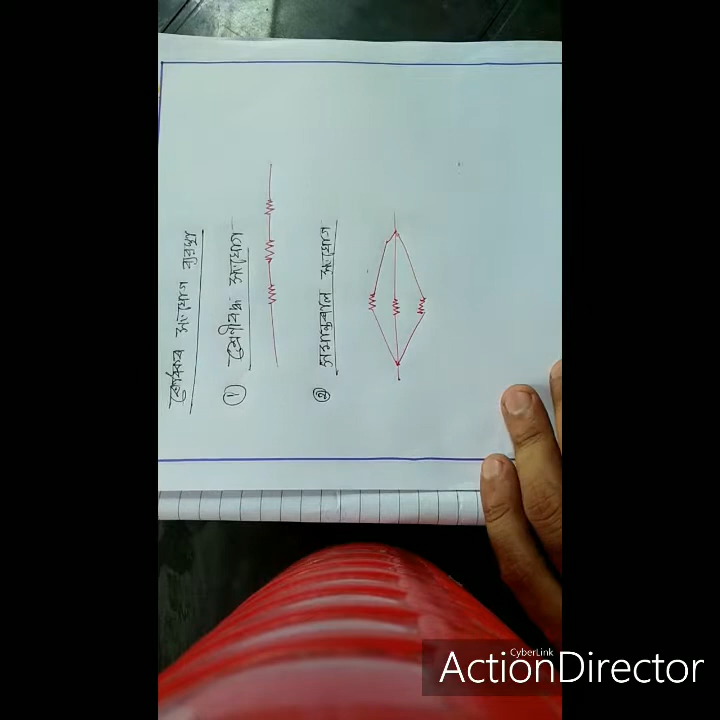 রোধের সংযোগ ব্যবস্থা
① শ্রেণীবদ্ধ সংযোগ
② সমান্তরাল সংযোগ
CyberLink
ActionDirector